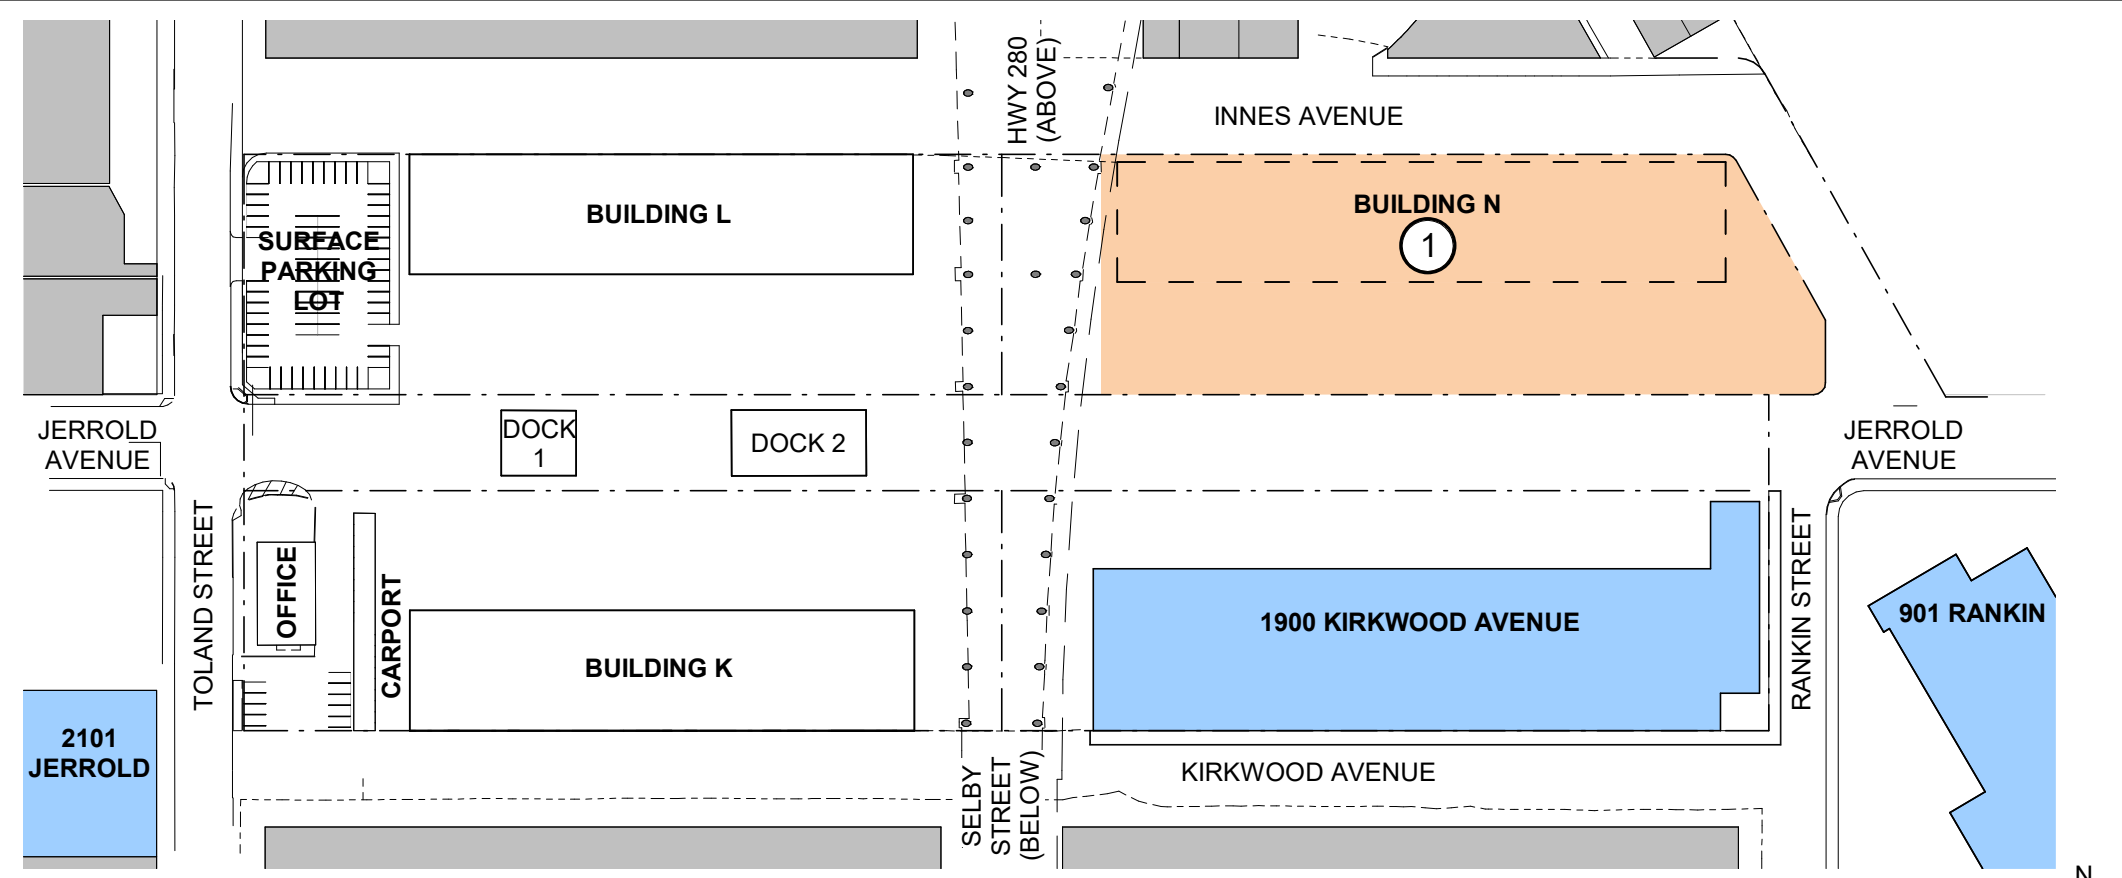 HWY 280
(ABOVE)
INNES AVENUE
BUILDING L
BUILDING N
1
SURFACE
PARKING
LOT
JERROLD
AVENUE
DOCK
1
DOCK 2
JERROLD
AVENUE
TOLAND STREET
OFFICE
CARPORT
BUILDING K
1900 KIRKWOOD AVENUE
RANKIN STREET
901 RANKIN
2101
JERROLD
SELBY
STREET
(BELOW)
KIRKWOOD AVENUE
N